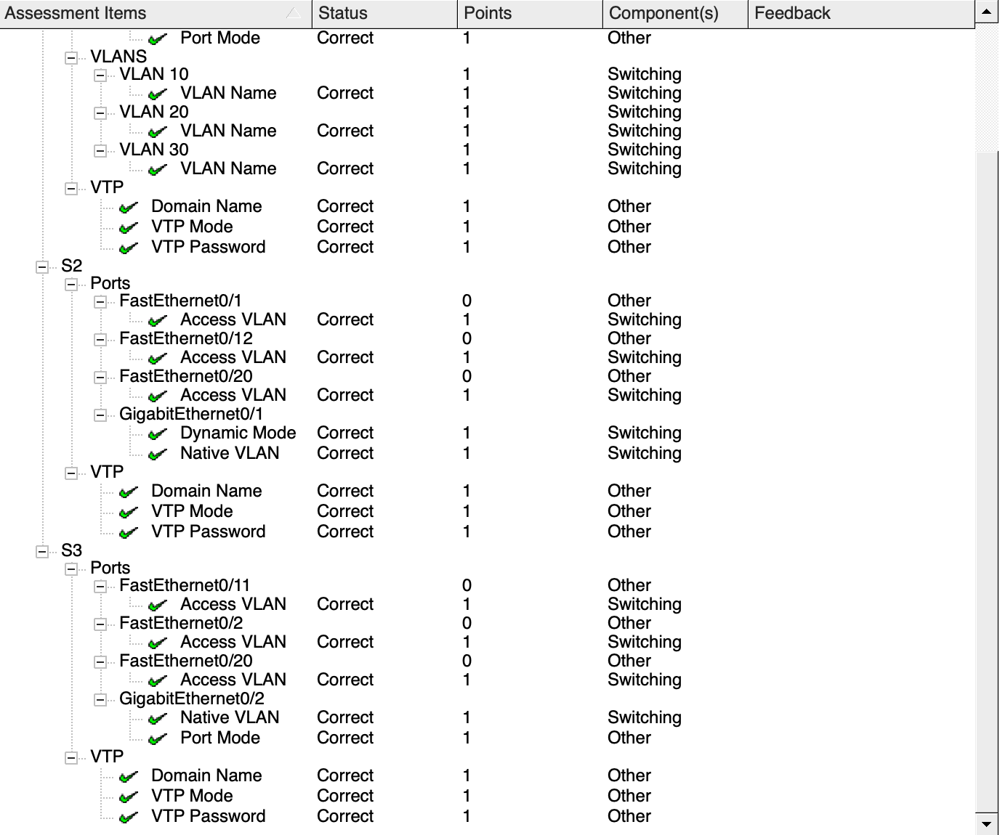 Assessment Items Status Points Component(s) Feedback
Port Mode Correct 1 Other
VLANS
VLAN 10 1 Switching
VLAN Name Correct 1 Switching
VLAN 20 1 Switching
VLAN Name Correct 1 Switching
VLAN 30 1 Switching
VLAN Name Correct 1 Switching
VTP
Domain Name Correct 1 Other
VTP Mode Correct 1 Other
VTP Password Correct 1 Other
S2
Ports
FastEthernet0/1 0 Other
Access VLAN Correct 1 Switching
FastEthernet0/12 0 Other
Access VLAN Correct 1 Switching
FastEthernet0/20 0 Other
Access VLAN Correct 1 Switching
GigabitEthernet0/1
Dynamic Mode Correct 1 Switching
Native VLAN Correct 1 Switching
VTP
Domain Name Correct 1 Other
VTP Mode Correct 1 Other
VTP Password Correct 1 Other
S3
Ports
FastEthernet0/11 0 Other
Access VLAN Correct 1 Switching
FastEthernet0/2 0 Other
Access VLAN Correct 1 Switching
FastEthernet0/20 0 Other
Access VLAN Correct 1 Switching
GigabitEthernet0/2
Native VLAN Correct 1 Switching
Port Mode Correct 1 Other
VTP
Domain Name Correct 1 Other
VTP Mode Correct 1 Other
VTP Password Correct 1 Other